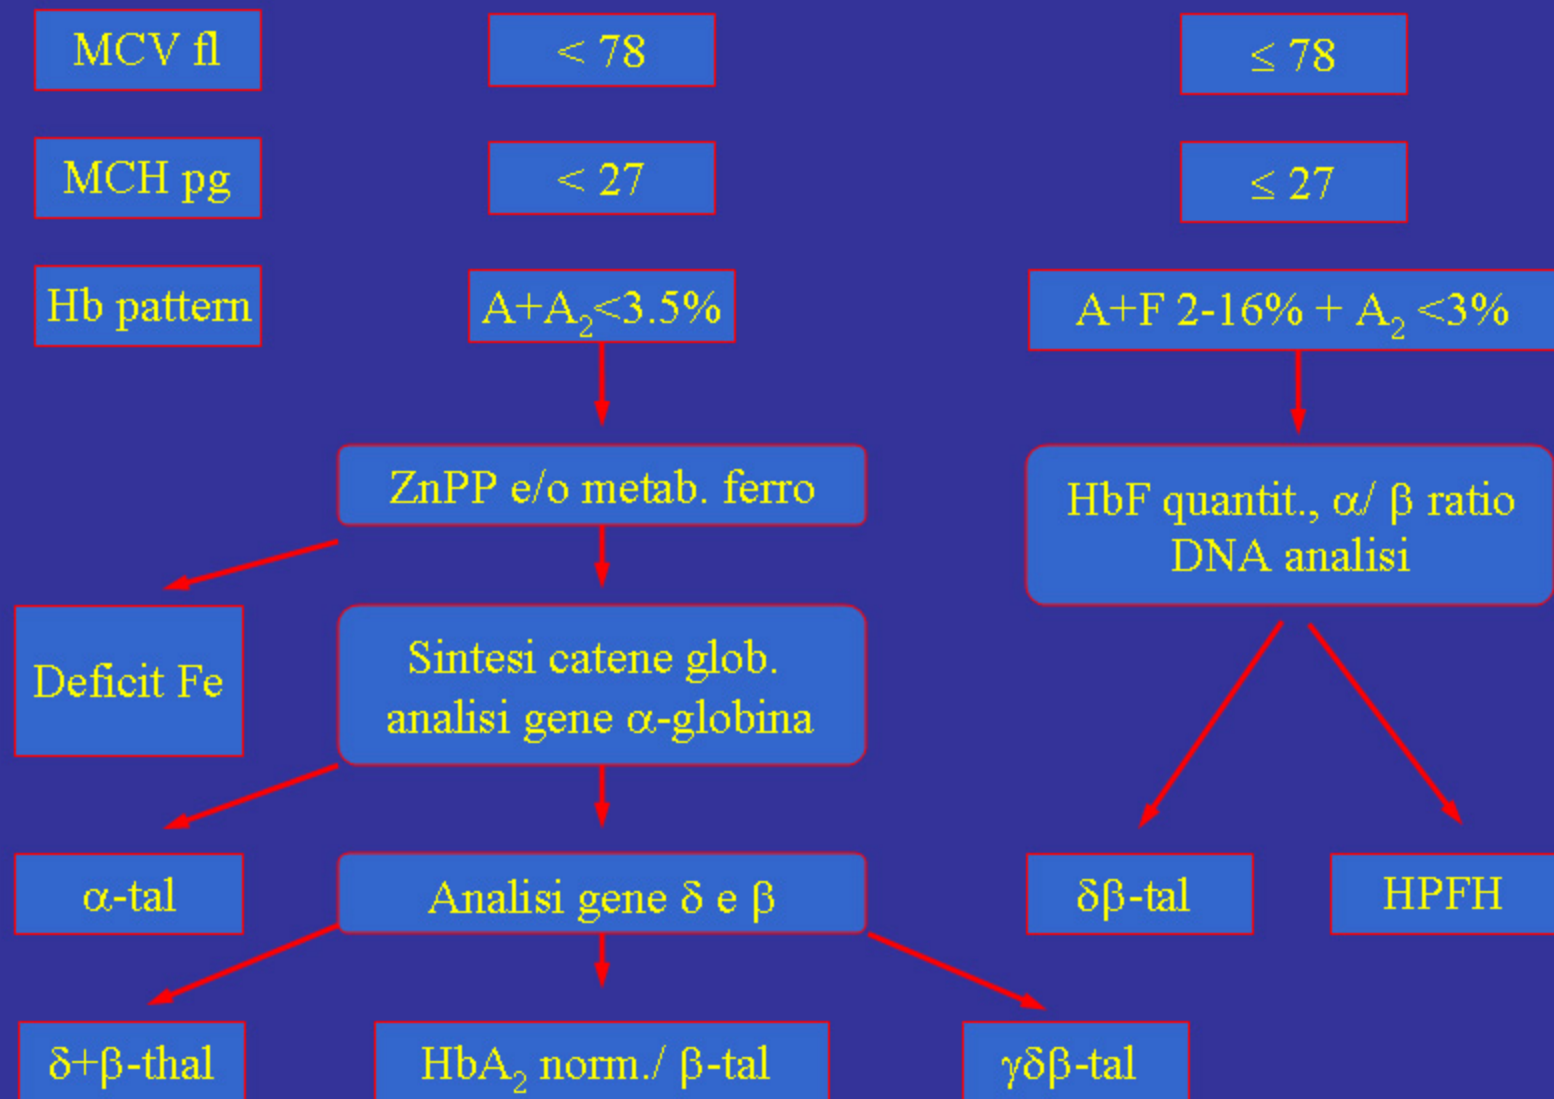 MCV fl
< 78
≤ 78
MCH pg
< 27
≤ 27
Hb pattern
A+A₂<3.5%
A+F 2-16% + A₂ <3%
ZnPP e/o metab. ferro
HbF quantit., α/ β ratio
DNA analisi
Deficit Fe
Sintesi catene glob.
analisi gene α-globina
α-tal
Analisi gene δ e β
δβ-tal
HPFH
δ+β-thal
HbA₂ norm./ β-tal
γδβ-tal